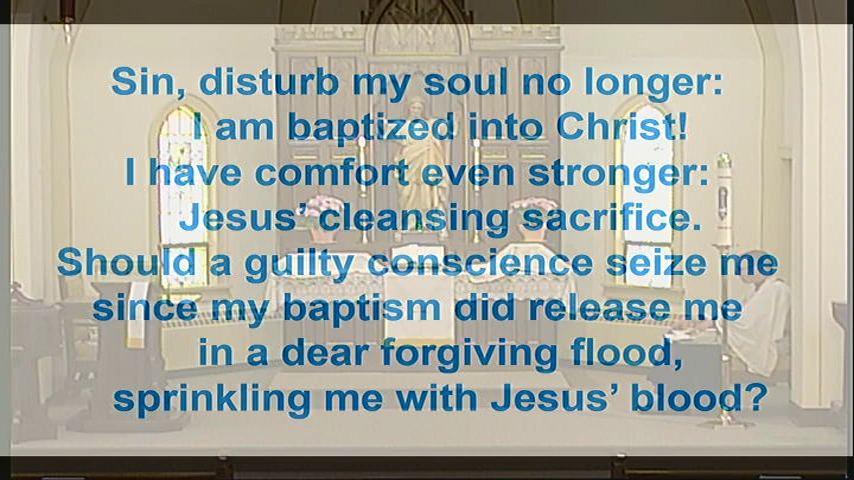 Sin, disturb my soul no longer:
I am baptized into Christ!
I have comfort even stronger:
Jesus’ cleansing sacrifice.
Should a guilty conscience seize me
since my baptism did release me
in a dear forgiving flood,
sprinkling me with Jesus’ blood?